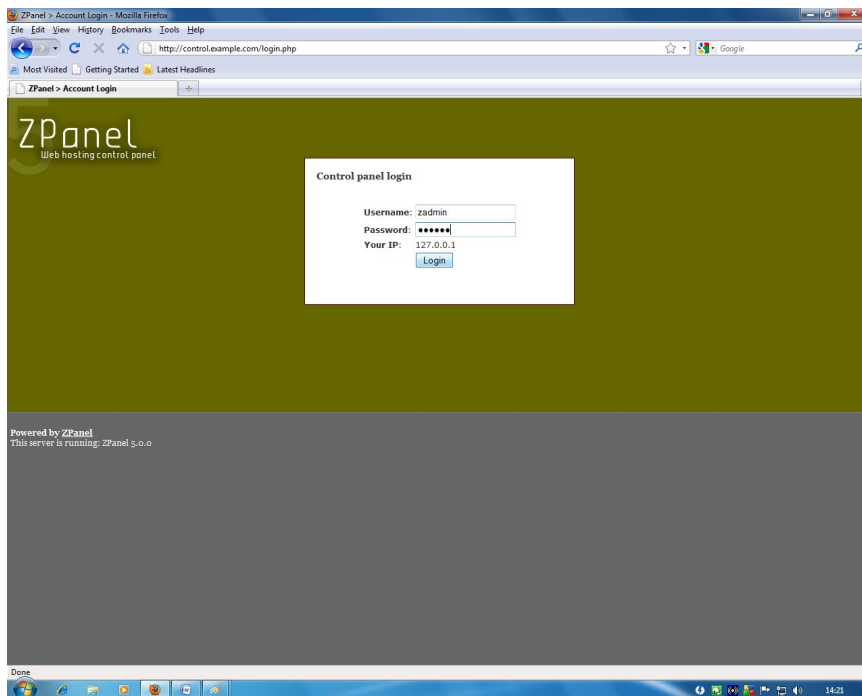 ZPanel > Account Login - Mozilla Firefox
File Edit View History Bookmarks Tools Help
http://control.example.com/login.php
Google
Most Visited Getting Started Latest Headlines
ZPanel > Account Login
5
ZPanel
Web hosting control panel
Control panel login
Username: zadmin
Password: ●●●●●●
Your IP: 127.0.0.1
Login
Powered by ZPanel
This server is running: ZPanel 5.0.0
Done
14:21